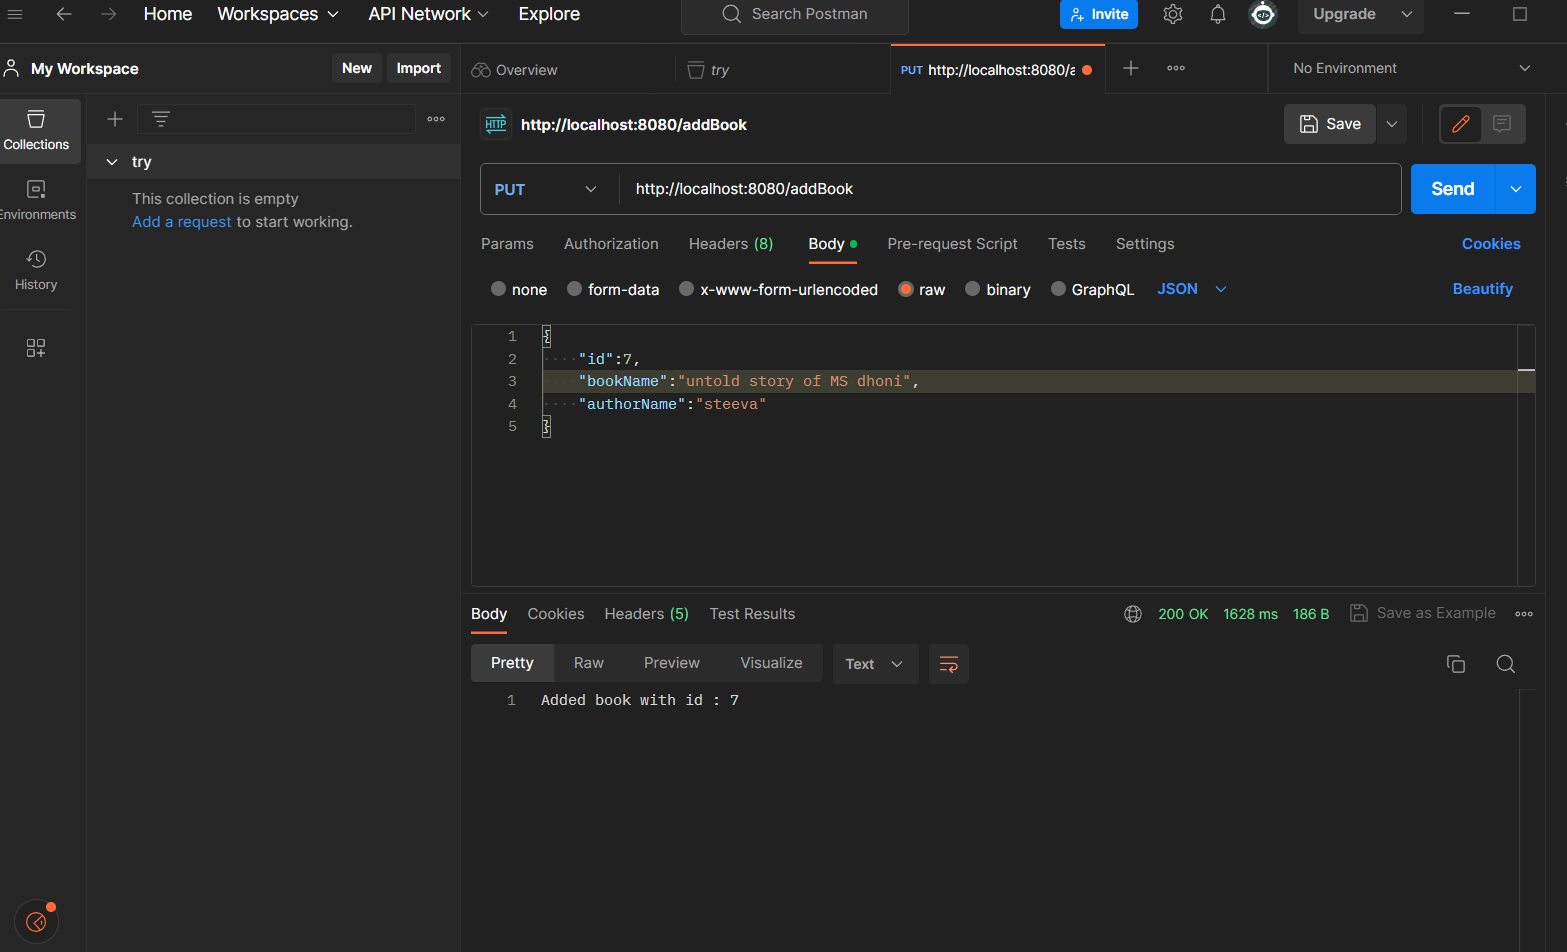 Home Workspaces API Network Explore Search Postman Invite Upgrade
My Workspace New Import Overview try PUT http://localhost:8080/a No Environment
Collections
Environments
History
try
This collection is empty
Add a request to start working.
HTTP http://localhost:8080/addBook Save
PUT http://localhost:8080/addBook Send
Params Authorization Headers (8) Body Pre-request Script Tests Settings Cookies
none form-data x-www-form-urlencoded raw binary GraphQL JSON Beautify
1 {
2 "id":7,
3 "bookName":"untold story of MS dhoni",
4 "authorName":"steeva"
5 }
Body Cookies Headers (5) Test Results 200 OK 1628 ms 186 B Save as Example
Pretty Raw Preview Visualize Text
1 Added book with id : 7